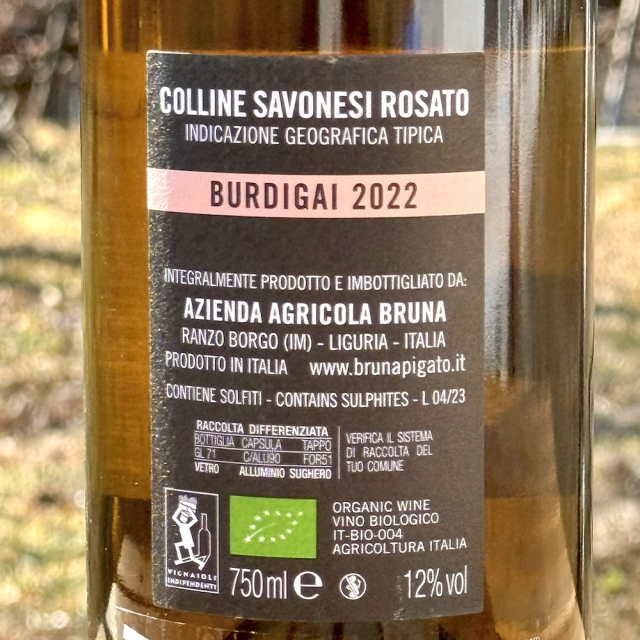 COLLINE SAVONESI ROSATO
INDICAZIONE GEOGRAFICA TIPICA
BURDIGAI 2022
INTEGRALMENTE PRODOTTO E IMBOTTIGLIATO DA:
AZIENDA AGRICOLA BRUNA
RANZO BORGO (IM) - LIGURIA - ITALIA
PRODOTTO IN ITALIA www.brunapigato.it
CONTIENE SOLFITI - CONTAINS SULPHITES - L 04/23
RACCOLTA DIFFERENZIATA
BOTTIGLIA CAPSULA TAPPO
GL 71 C/ALU90 FOR51
VETRO ALLUMINIO SUGHERO
VERIFICA IL SISTEMA
DI RACCOLTA DEL
TUO COMUNE
VIGNAIOLI
INDIPENDENTI
ORGANIC WINE
VINO BIOLOGICO
IT-BIO-004
AGRICOLTURA ITALIA
750ml e 12% vol